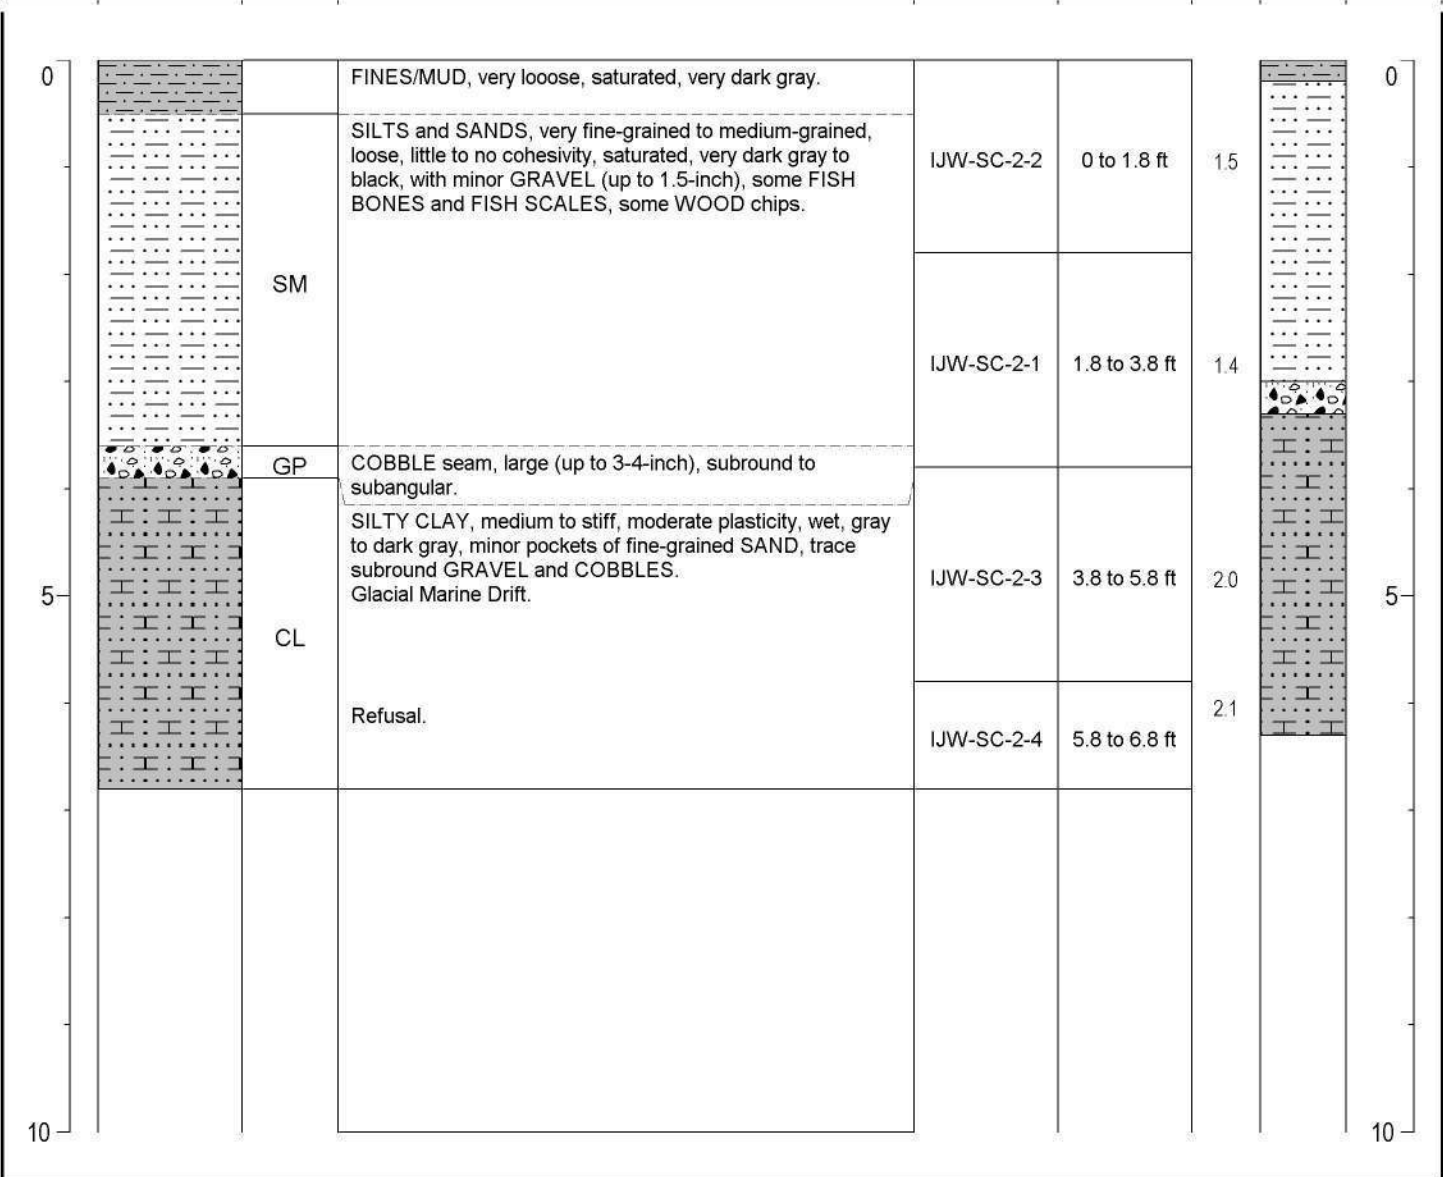 0
FINES/MUD, very looose, saturated, very dark gray.
0
SILTS and SANDS, very fine-grained to medium-grained,
loose, little to no cohesivity, saturated, very dark gray to
black, with minor GRAVEL (up to 1.5-inch), some FISH
BONES and FISH SCALES, some WOOD chips.
IJW-SC-2-2
0 to 1.8 ft
1.5
SM
IJW-SC-2-1
1.8 to 3.8 ft
1.4
GP
COBBLE seam, large (up to 3-4-inch), subround to
subangular.
SILTY CLAY, medium to stiff, moderate plasticity, wet, gray
to dark gray, minor pockets of fine-grained SAND, trace
subround GRAVEL and COBBLES.
Glacial Marine Drift.
IJW-SC-2-3
3.8 to 5.8 ft
2.0
5
5
CL
Refusal.
IJW-SC-2-4
5.8 to 6.8 ft
2.1
10
10